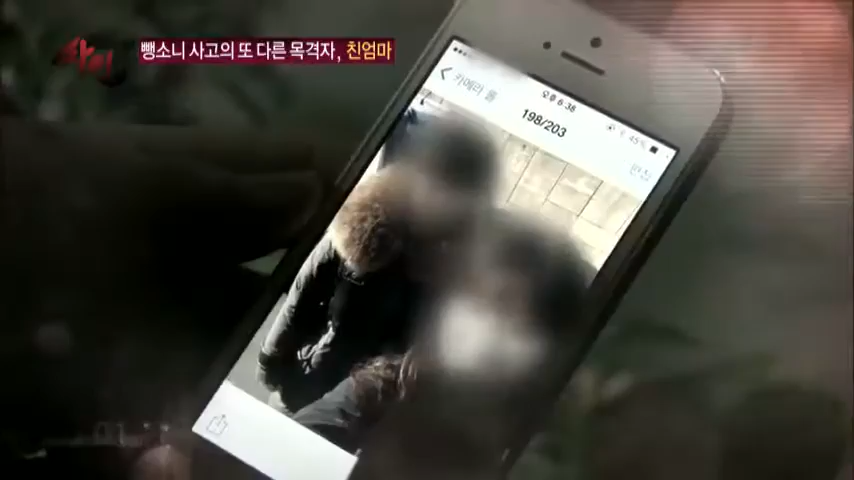 뺑소니 사고의 또 다른 목격자, 친엄마
오후 6:38
45%
카메라 롤
198/203
편집